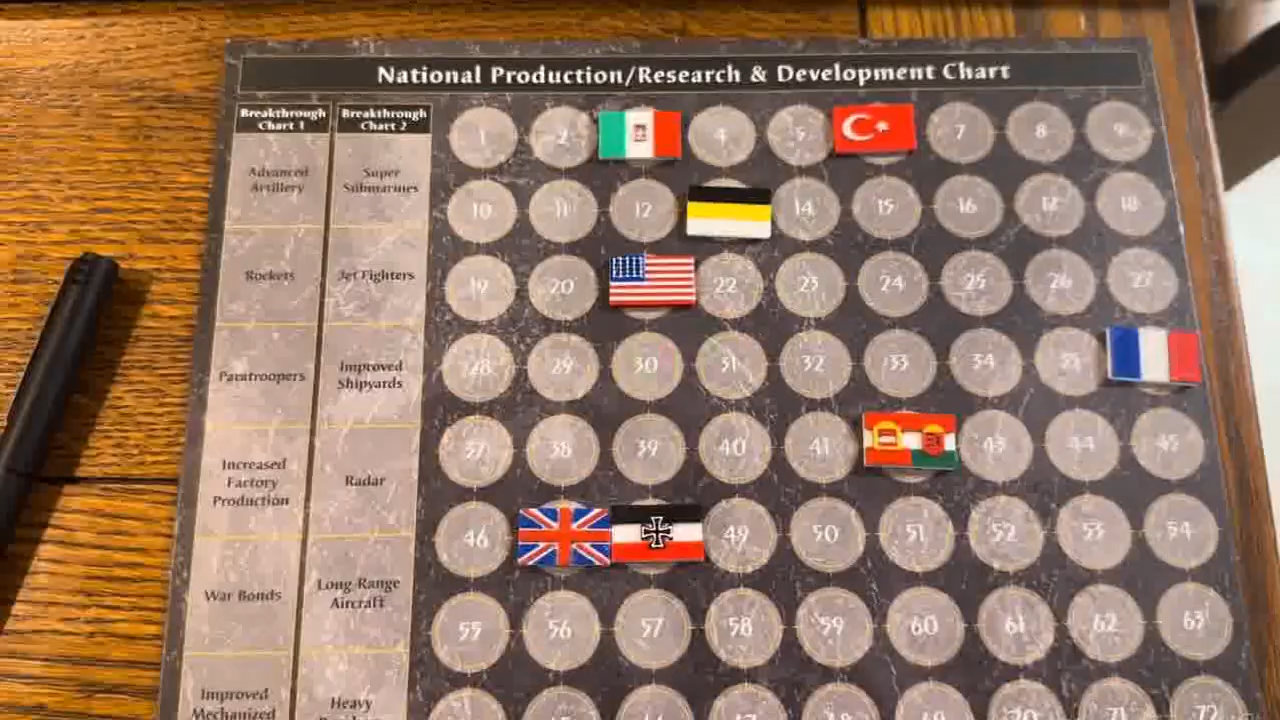 National Production/Research & Development Chart
Breakthrough Chart 1
Breakthrough Chart 2
Advanced Artillery
Super Submarines
Rockets
Jet Fighters
Paratroopers
Improved Shipyards
Increased Factory Production
Radar
War Bonds
Long-Range Aircraft
Improved Mechanized
Heavy
1 2 4 5 7 8 9
10 11 12 14 15 16 17 18
19 20 22 23 24 25 26 27
28 29 30 31 32 33 34 35
37 38 39 40 41 43 44 45
46 49 50 51 52 53 54
55 56 57 58 59 60 61 62 63
70 71 72